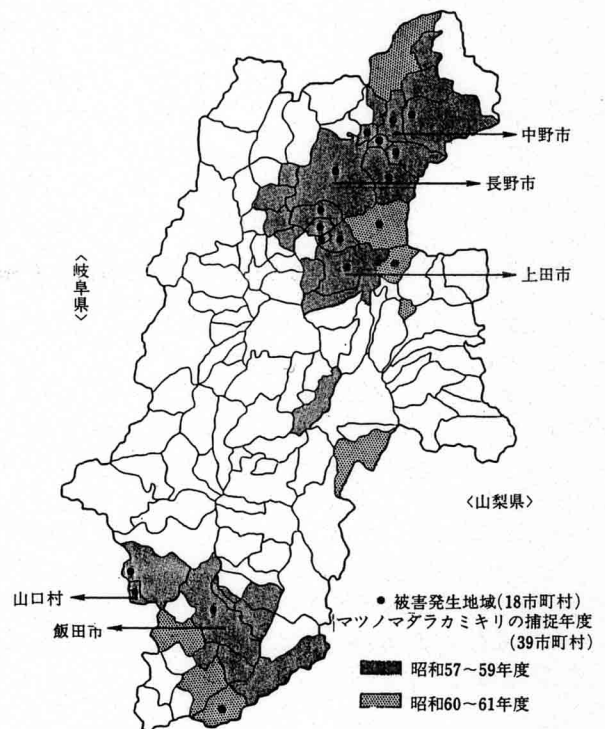 中野市
長野市
上田市
〈岐阜県〉
〈山梨県〉
山口村
飯田市
● 被害発生地域(18市町村)
マツノマダラカミキリの捕捉年度
(39市町村)
昭和57〜59年度
昭和60〜61年度